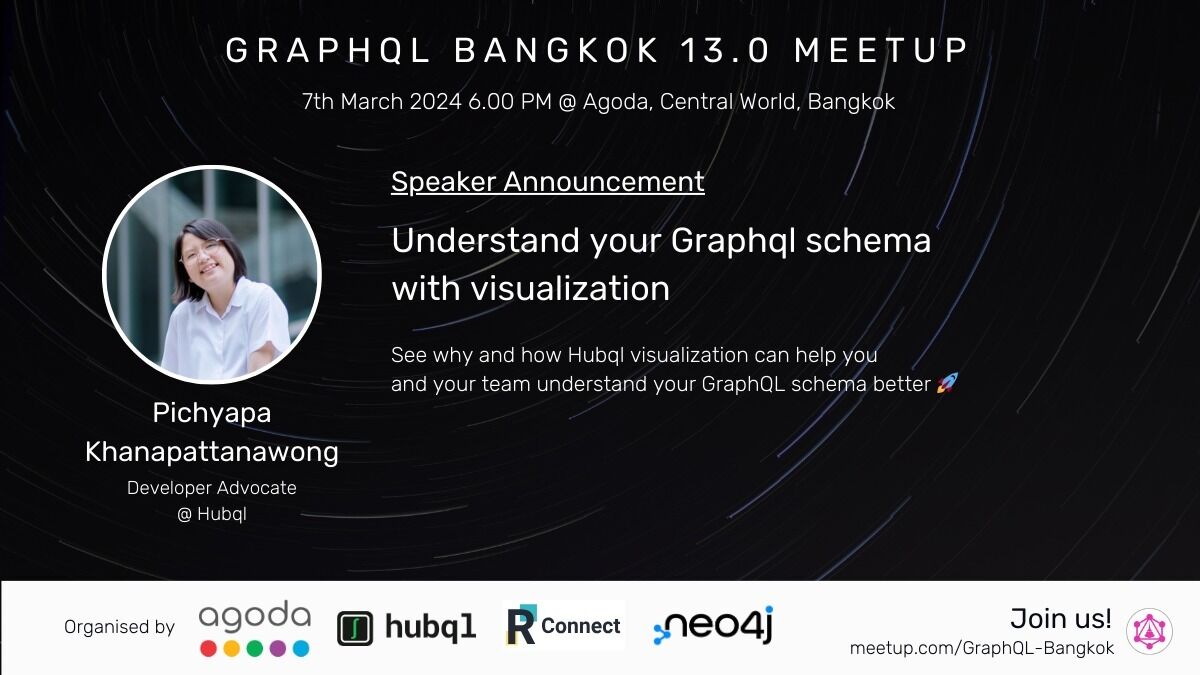 GRAPHQL BANGKOK 13.0 MEETUP
7th March 2024 6.00 PM @ Agoda, Central World, Bangkok
Speaker Announcement
Understand your Graphql schema
with visualization
See why and how Hubql visualization can help you
and your team understand your GraphQL schema better 🚀
Pichyapa
Khanapattanawong
Developer Advocate
@ Hubql
Organised by
agoda
hubql
R Connect
neo4j
Join us!
meetup.com/GraphQL-Bangkok